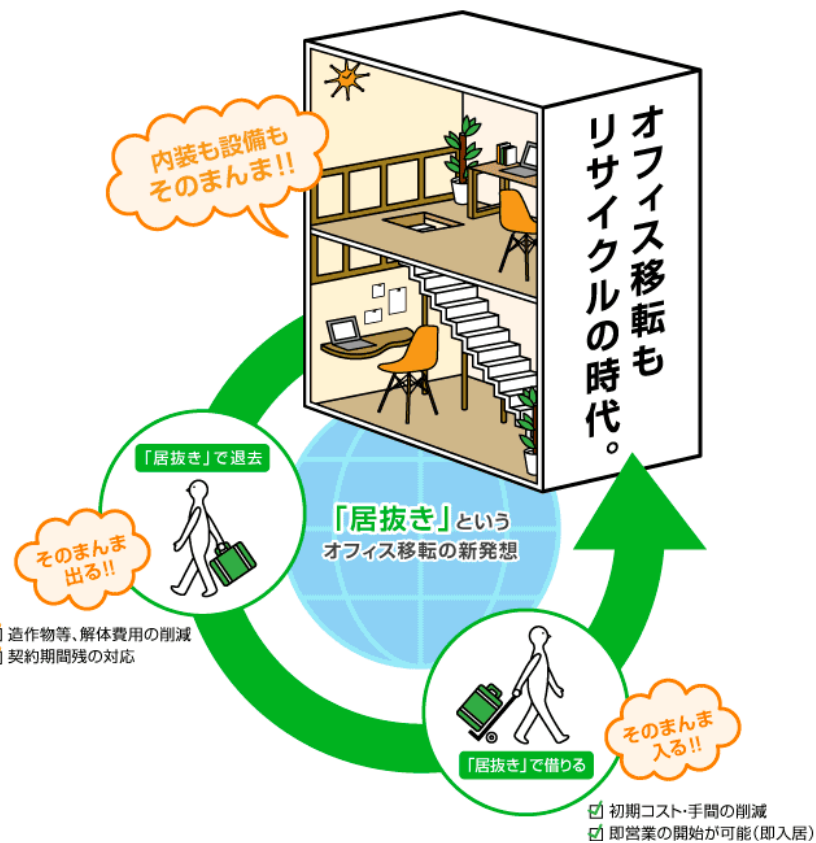 内装も設備も
そのまんま!!
オフィス移転も
リサイクルの時代。
「居抜き」で退去
そのまんま
出る!!
造作物等、解体費用の削減
契約期間残の対応
「居抜き」という
オフィス移転の新発想
「居抜き」で借りる
そのまんま
入る!!
初期コスト・手間の削減
即営業の開始が可能(即入居)